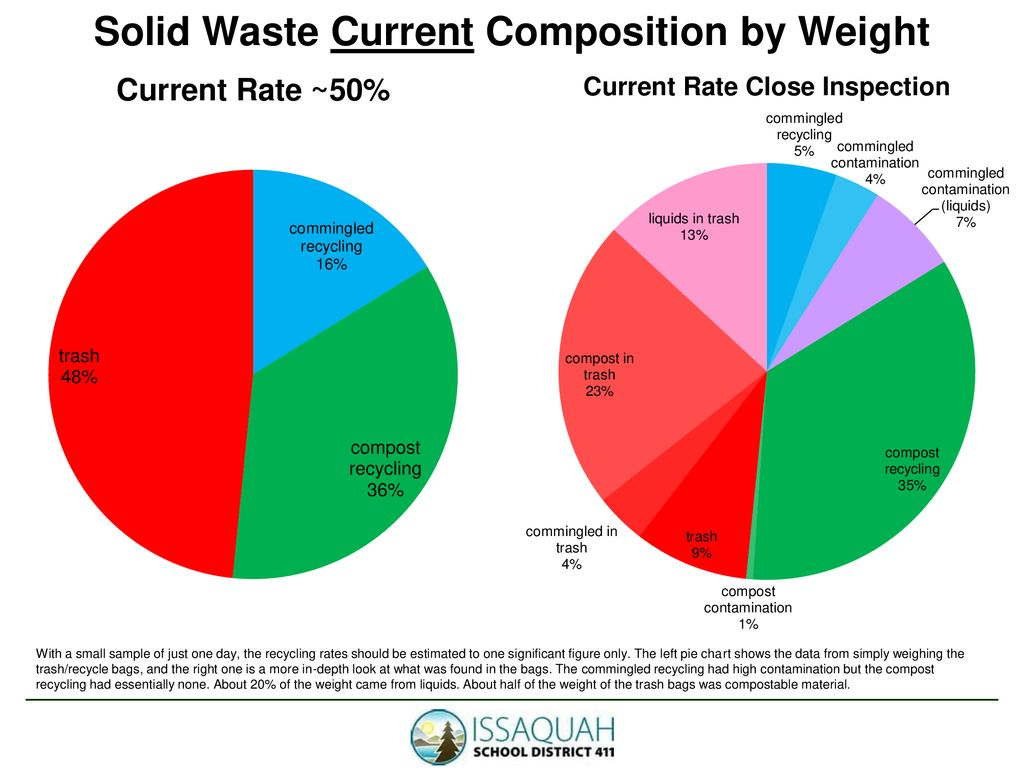 Solid Waste Current Composition by Weight
Current Rate ~50%
commingled
recycling
16%
trash
48%
compost
recycling
36%
Current Rate Close Inspection
commingled
recycling
5%
commingled
contamination
4%
commingled
contamination
(liquids)
7%
liquids in trash
13%
compost in
trash
23%
compost
recycling
35%
commingled in
trash
4%
trash
9%
compost
contamination
1%
With a small sample of just one day, the recycling rates should be estimated to one significant figure only. The left pie chart shows the data from simply weighing the
trash/recycle bags, and the right one is a more in-depth look at what was found in the bags. The commingled recycling had high contamination but the compost
recycling had essentially none. About 20% of the weight came from liquids. About half of the weight of the trash bags was compostable material.
ISSAQUAH
SCHOOL DISTRICT 411